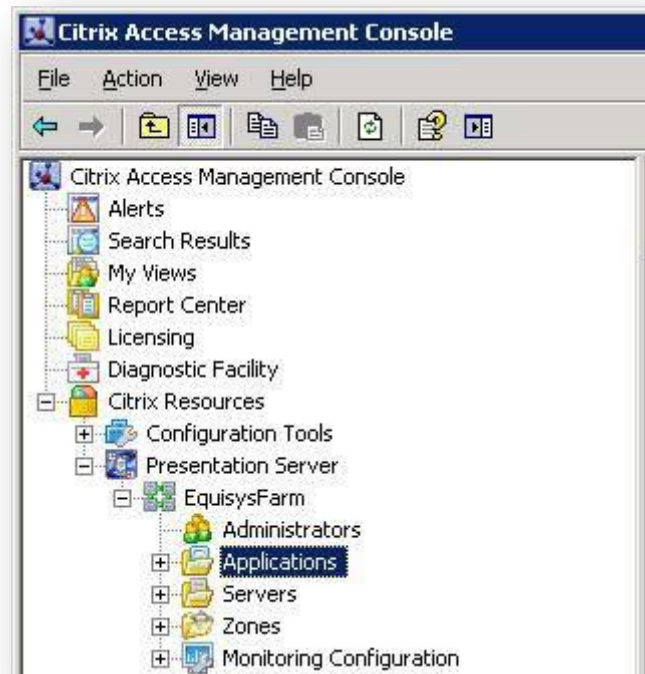 Citrix Access Management Console
File Action View Help
Citrix Access Management Console
Alerts
Search Results
My Views
Report Center
Licensing
Diagnostic Facility
Citrix Resources
Configuration Tools
Presentation Server
EquisysFarm
Administrators
Applications
Servers
Zones
Monitoring Configuration